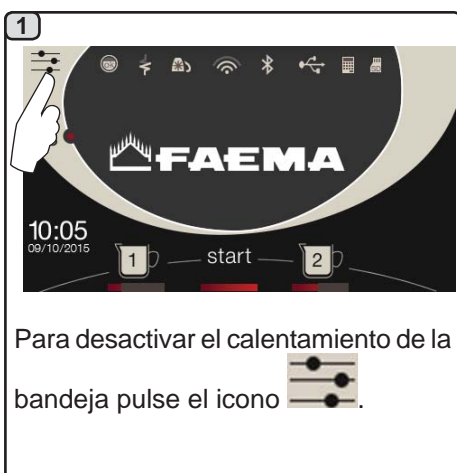 1
FAEMA
10:05
09/10/2015
1 start 2
Para desactivar el calentamiento de la
bandeja pulse el icono .